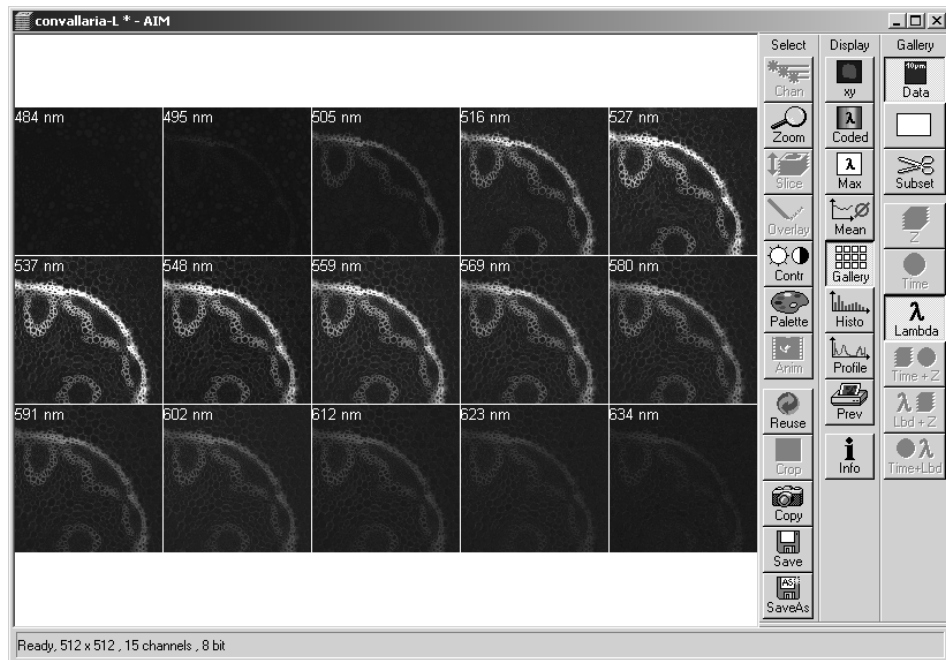 convallaria-L * - AIM
484 nm 495 nm 505 nm 516 nm 527 nm
537 nm 548 nm 559 nm 569 nm 580 nm
591 nm 602 nm 612 nm 623 nm 634 nm
Select
Chan
Zoom
Slice
Overlay
Contr
Palette
Anim
Reuse
Crop
Copy
Save
AS
SaveAs
Display
xy
λ
Coded
λ
Max
Mean
Gallery
Histo
Profile
Prev
i
Info
Gallery
10µm
Data
Subset
Z
Time
λ
Lambda
Time + Z
λ
Lbd + Z
λ
Time+Lbd
Ready, 512 x 512 , 15 channels , 8 bit